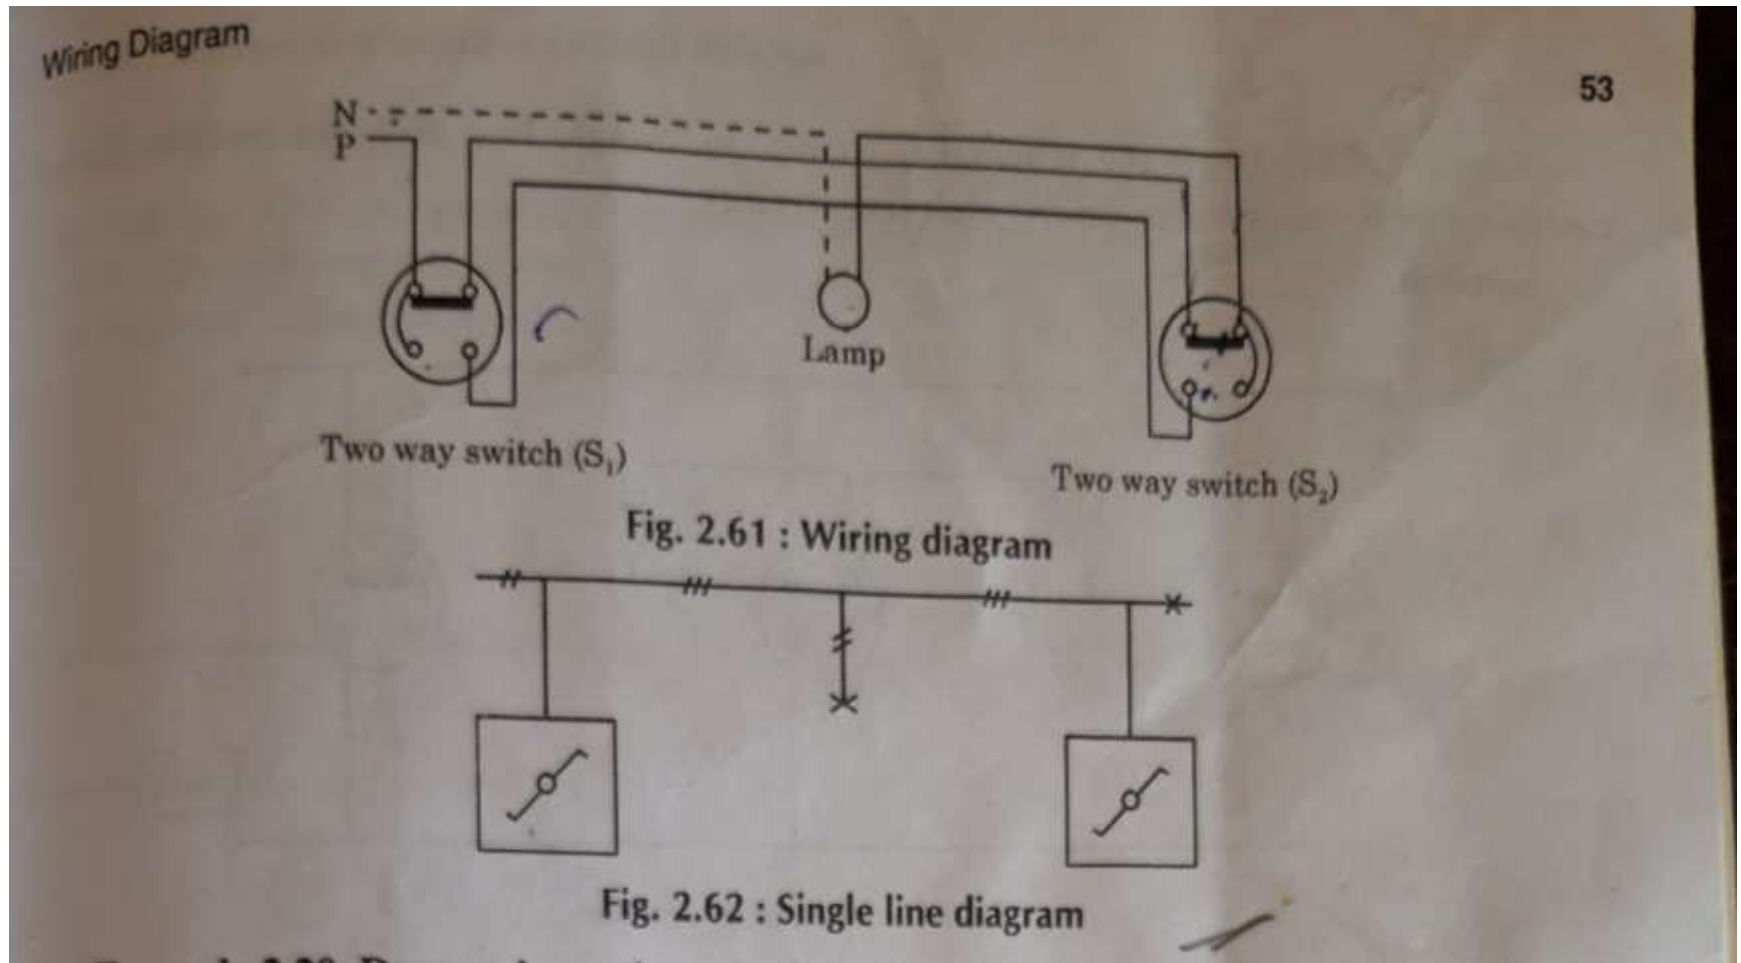 Wiring Diagram
53
N
P
Lamp
Two way switch (S₁)
Two way switch (S₂)
Fig. 2.61 : Wiring diagram
Fig. 2.62 : Single line diagram